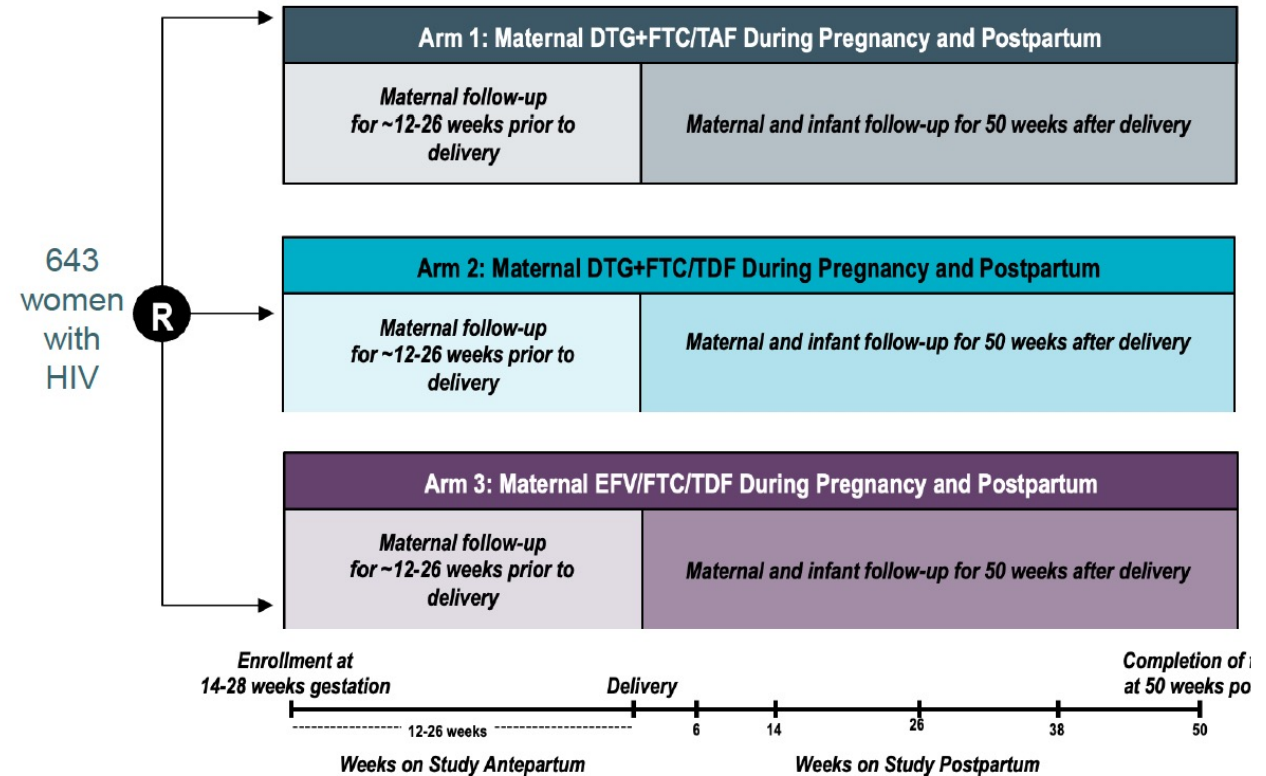 643
women
with
HIV
R
Arm 1: Maternal DTG+FTC/TAF During Pregnancy and Postpartum
Maternal follow-up
for ~12-26 weeks prior to
delivery
Maternal and infant follow-up for 50 weeks after delivery
Arm 2: Maternal DTG+FTC/TDF During Pregnancy and Postpartum
Maternal follow-up
for ~12-26 weeks prior to
delivery
Maternal and infant follow-up for 50 weeks after delivery
Arm 3: Maternal EFV/FTC/TDF During Pregnancy and Postpartum
Maternal follow-up
for ~12-26 weeks prior to
delivery
Maternal and infant follow-up for 50 weeks after delivery
Enrollment at
14-28 weeks gestation
Delivery
Completion of
at 50 weeks po
12-26 weeks
6
14
26
38
50
Weeks on Study Antepartum
Weeks on Study Postpartum